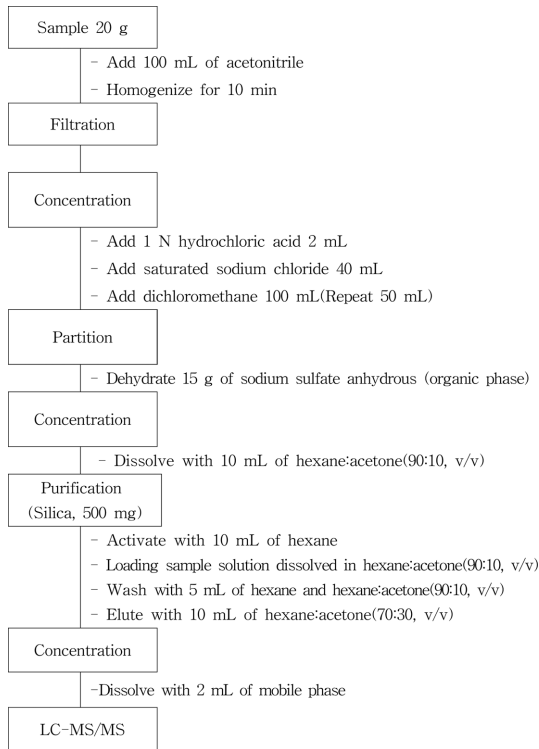 Sample 20 g
- Add 100 mL of acetonitrile
- Homogenize for 10 min
Filtration
Concentration
- Add 1 N hydrochloric acid 2 mL
- Add saturated sodium chloride 40 mL
- Add dichloromethane 100 mL(Repeat 50 mL)
Partition
- Dehydrate 15 g of sodium sulfate anhydrous (organic phase)
Concentration
- Dissolve with 10 mL of hexane:acetone(90:10, v/v)
Purification
(Silica, 500 mg)
- Activate with 10 mL of hexane
- Loading sample solution dissolved in hexane:acetone(90:10, v/v)
- Wash with 5 mL of hexane and hexane:acetone(90:10, v/v)
- Elute with 10 mL of hexane:acetone(70:30, v/v)
Concentration
-Dissolve with 2 mL of mobile phase
LC-MS/MS